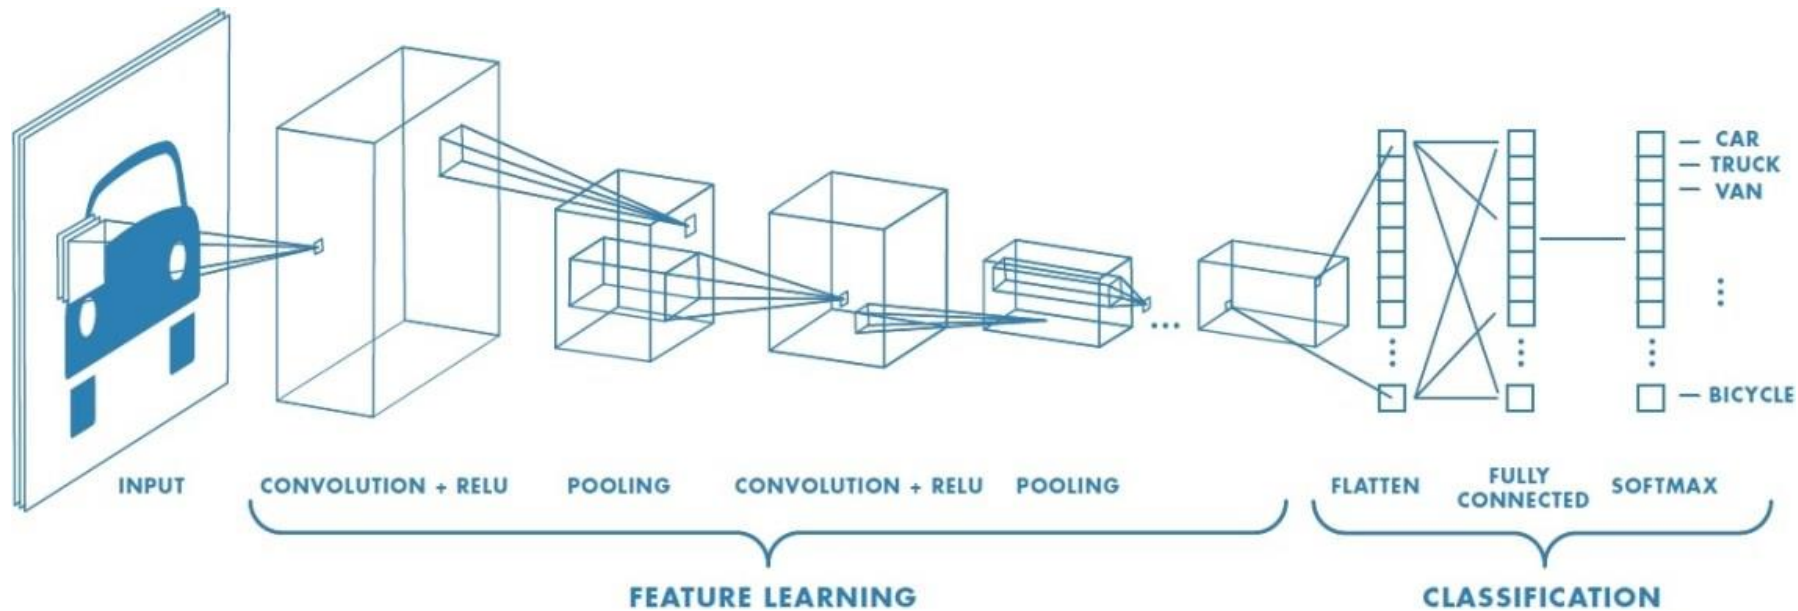 CAR
TRUCK
VAN
BICYCLE
INPUT
CONVOLUTION + RELU
POOLING
CONVOLUTION + RELU
POOLING
FLATTEN
FULLY
CONNECTED
SOFTMAX
FEATURE LEARNING
CLASSIFICATION